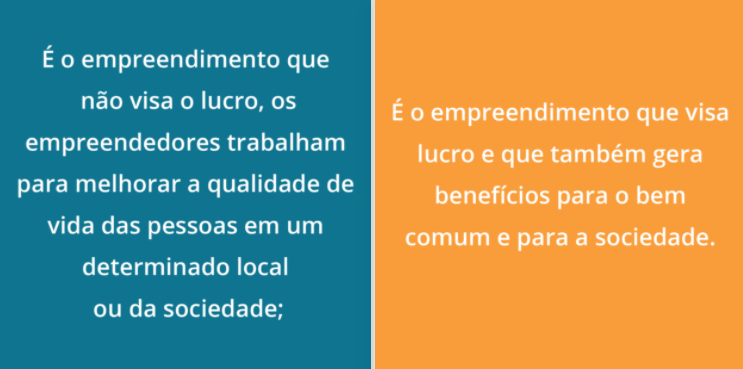 É o empreendimento que
não visa o lucro, os
empreendedores trabalham
para melhorar a qualidade de
vida das pessoas em um
determinado local
ou da sociedade;
É o empreendimento que visa
lucro e que também gera
benefícios para o bem
comum e para a sociedade.